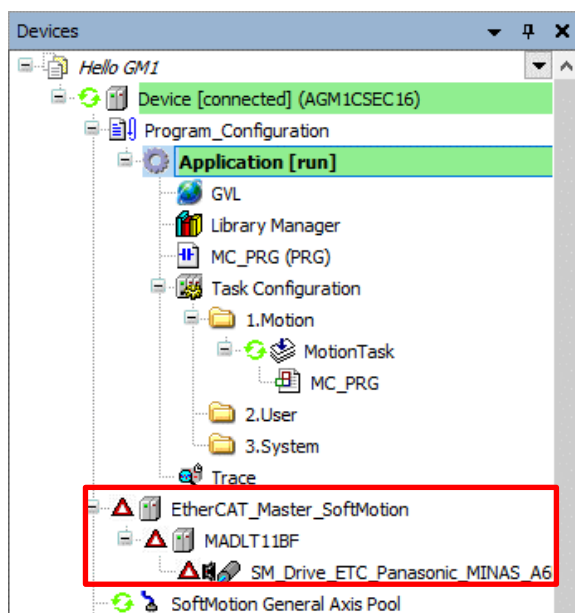 Devices
Hello GM1
Device [connected] (AGM1CSEC16)
Program_Configuration
Application [run]
GVL
Library Manager
MC_PRG (PRG)
Task Configuration
1.Motion
MotionTask
MC_PRG
2.User
3.System
Trace
EtherCAT_Master_SoftMotion
MADLT11BF
SM_Drive_ETC_Panasonic_MINAS_A6
SoftMotion General Axis Pool